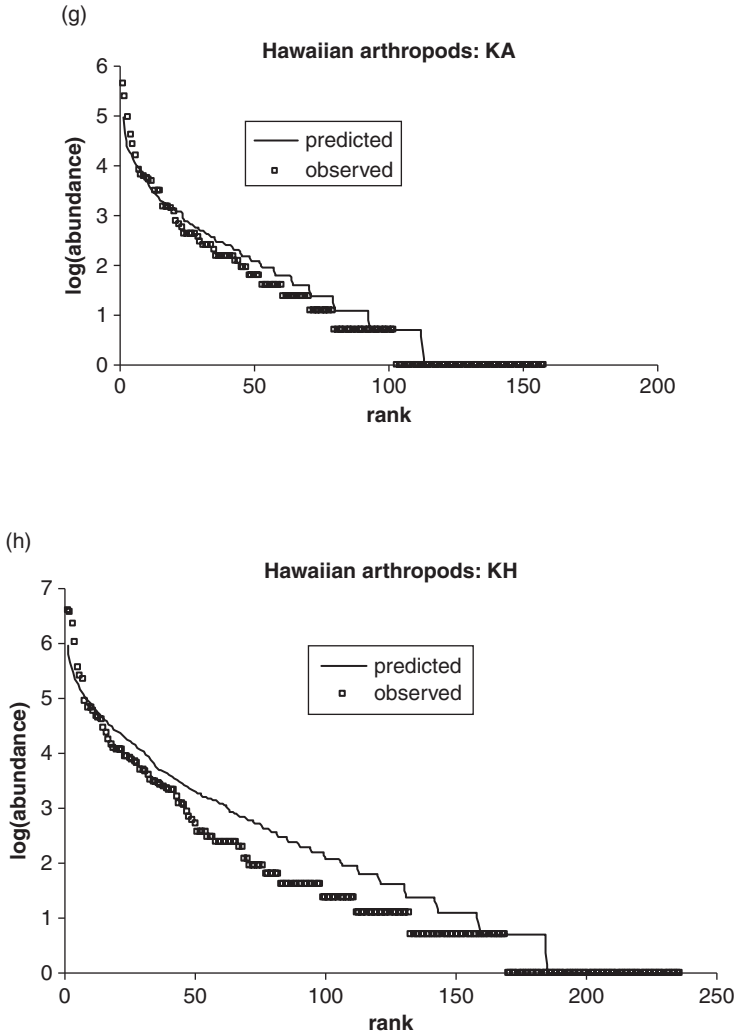 (g)
Hawaiian arthropods: KA
6
5
4
3
2
1
0
log(abundance)
predicted
observed
0 50 100 150 200
rank
(h)
Hawaiian arthropods: KH
7
6
5
4
3
2
1
0
log(abundance)
predicted
observed
0 50 100 150 200 250
rank